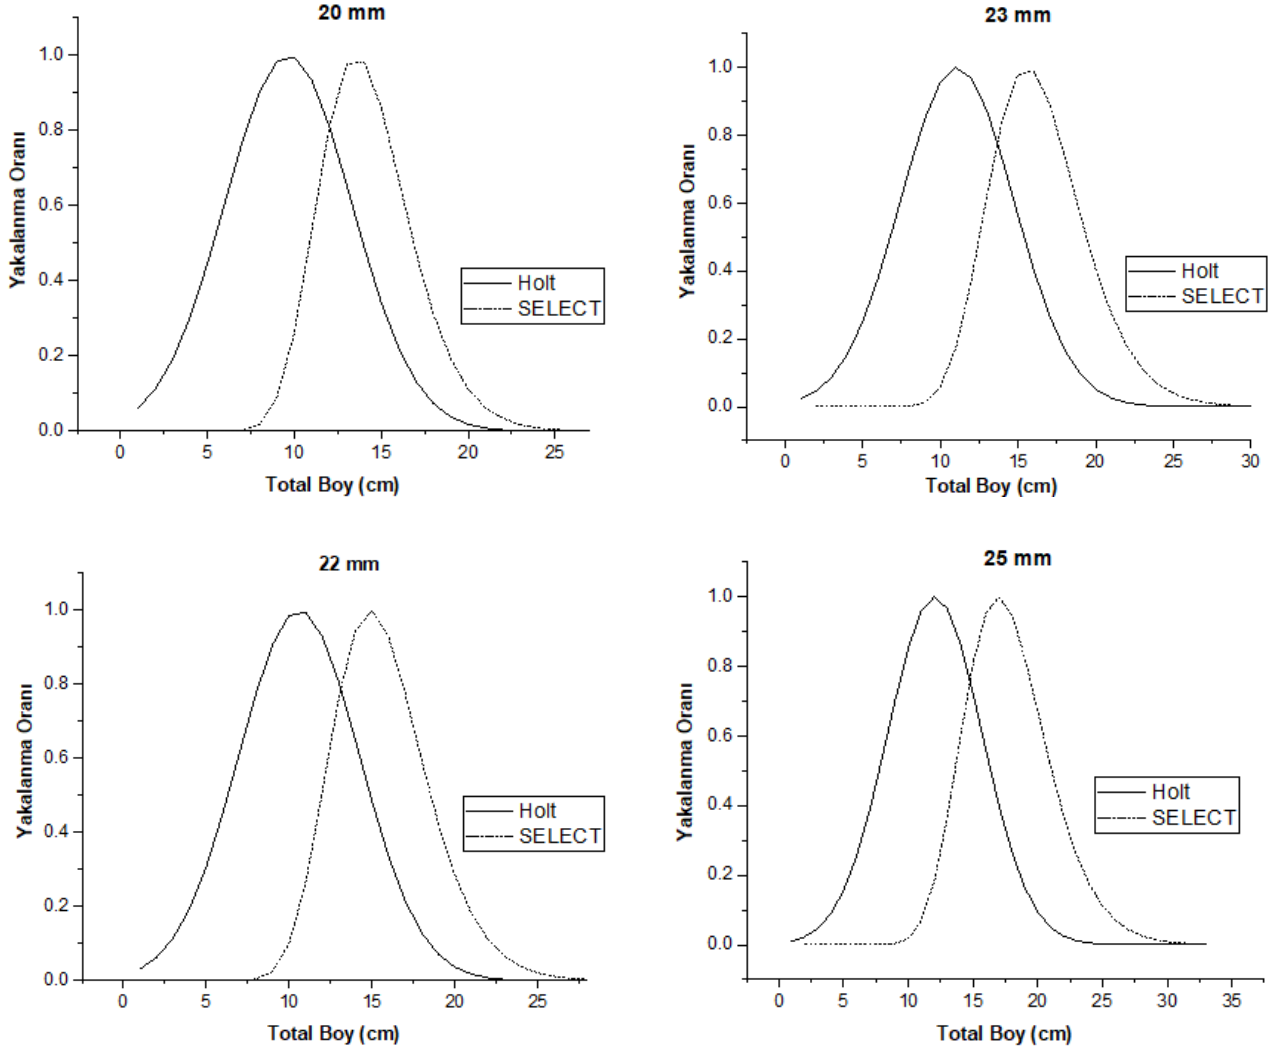 20 mm
Yakalanma Oranı
1.0
0.8
0.6
0.4
0.2
0.0
Holt
SELECT
0 5 10 15 20 25
Total Boy (cm)
23 mm
Yakalanma Oranı
1.0
0.8
0.6
0.4
0.2
0.0
Holt
SELECT
0 5 10 15 20 25 30
Total Boy (cm)
22 mm
Yakalanma Oranı
1.0
0.8
0.6
0.4
0.2
0.0
Holt
SELECT
0 5 10 15 20 25
Total Boy (cm)
25 mm
Yakalanma Oranı
1.0
0.8
0.6
0.4
0.2
0.0
Holt
SELECT
0 5 10 15 20 25 30 35
Total Boy (cm)